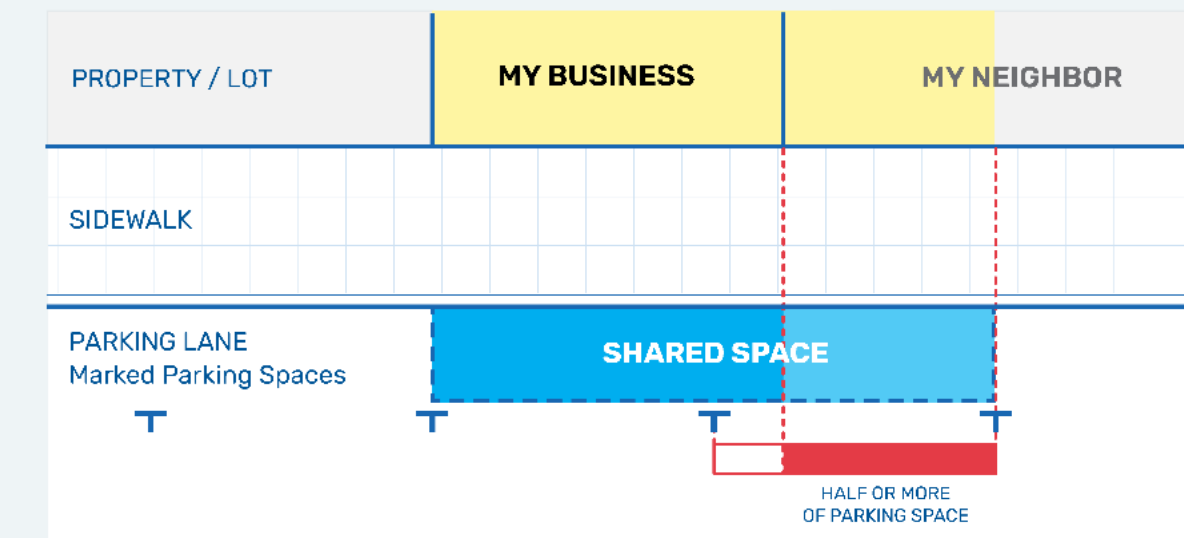 PROPERTY / LOT
MY BUSINESS
MY NEIGHBOR
SIDEWALK
PARKING LANE
Marked Parking Spaces
SHARED SPACE
HALF OR MORE
OF PARKING SPACE